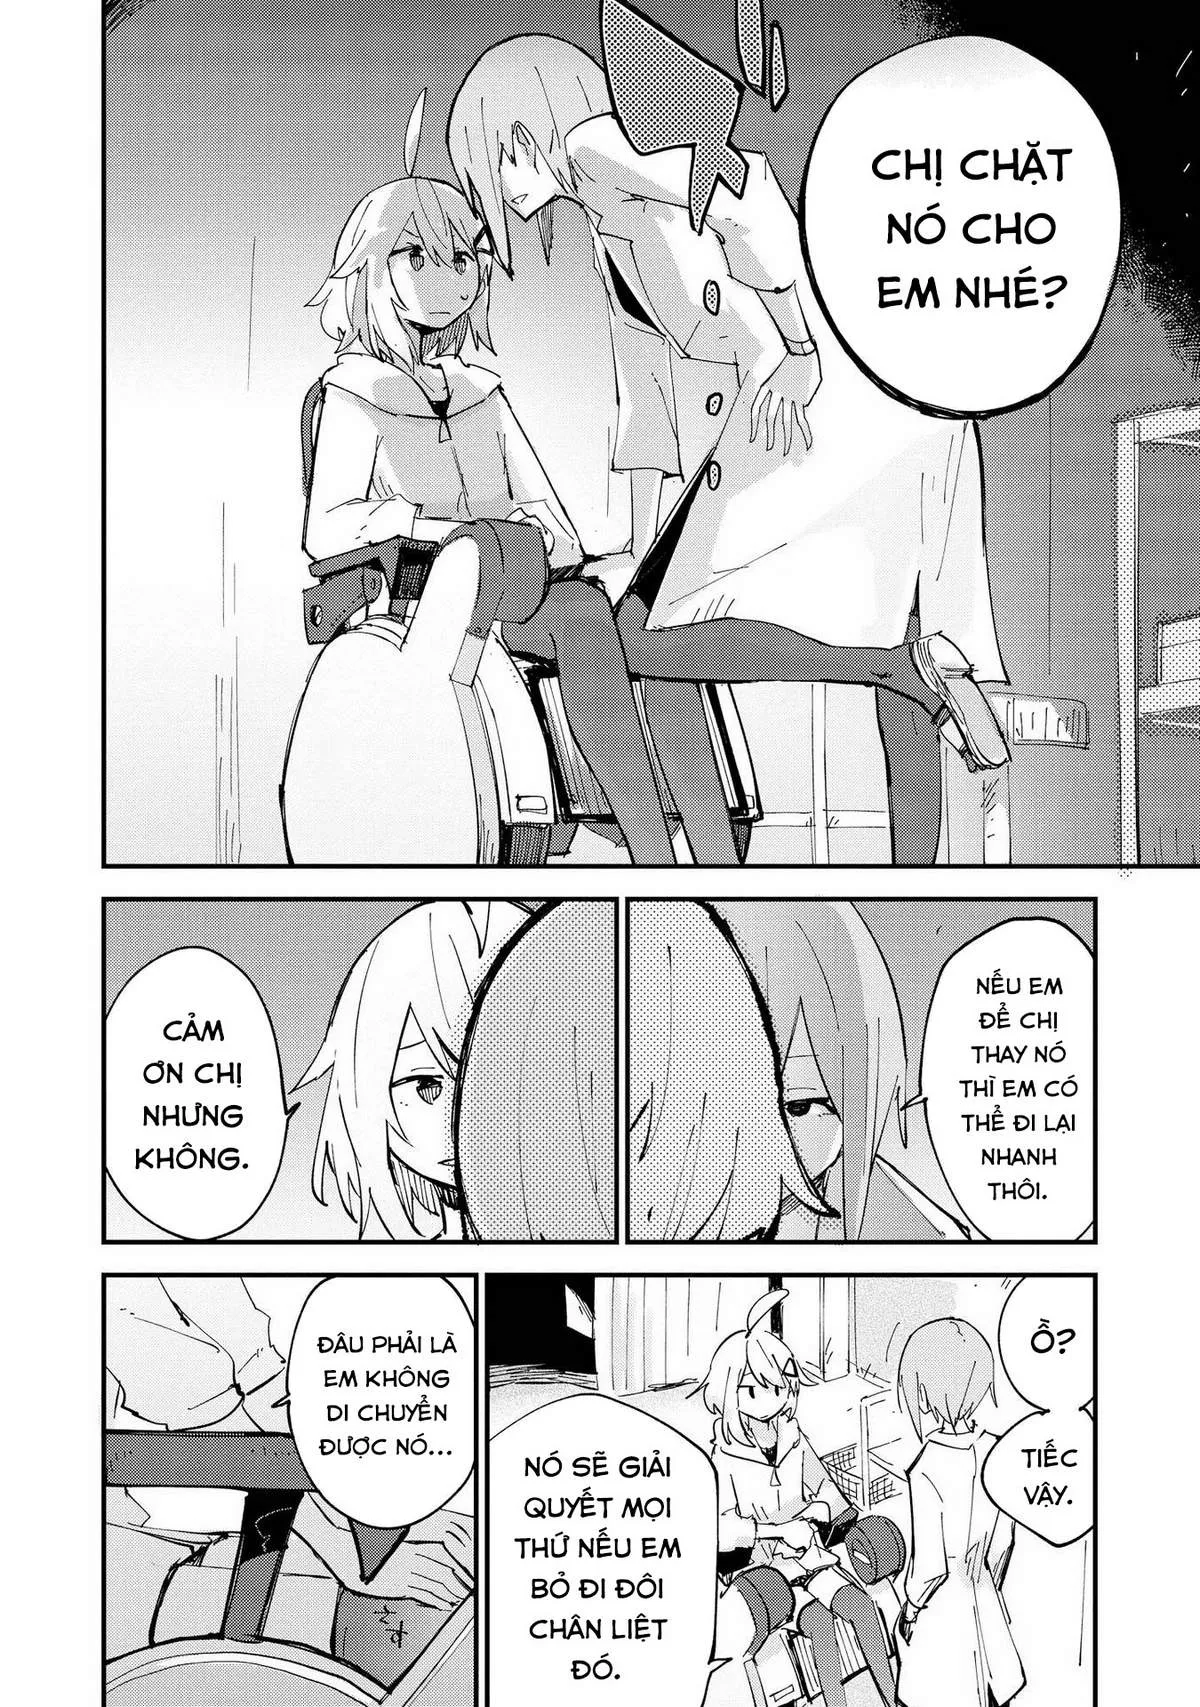 CHỊ CHẶT
NÓ CHO
EM NHÉ?
NẾU EM
ĐỂ CHỊ
THAY NÓ
THÌ EM CÓ
THỂ ĐI LẠI
NHANH
THÔI.
CẢM
ƠN CHỊ
NHƯNG
KHÔNG.
Ồ?
TIẾC
VẬY.
NÓ SẼ GIẢI
QUYẾT MỌI
THỨ NẾU EM
BỎ ĐI ĐÔI
CHÂN LIỆT
ĐÓ.
ĐÂU PHẢI LÀ
EM KHÔNG
DI CHUYỂN
ĐƯỢC NÓ...
さす